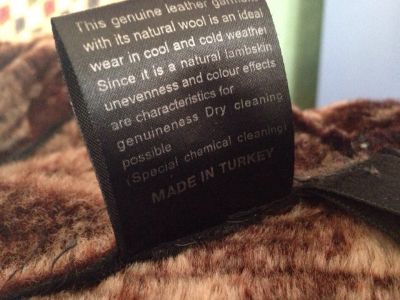 This genuine leather garment
with its natural wool is an ideal
wear in cool and cold weather
Since it is a natural lambskin
unevenness and colour effects
are characteristics for
genuineness Dry cleaning
possible
(Special chemical cleaning)
MADE IN TURKEY